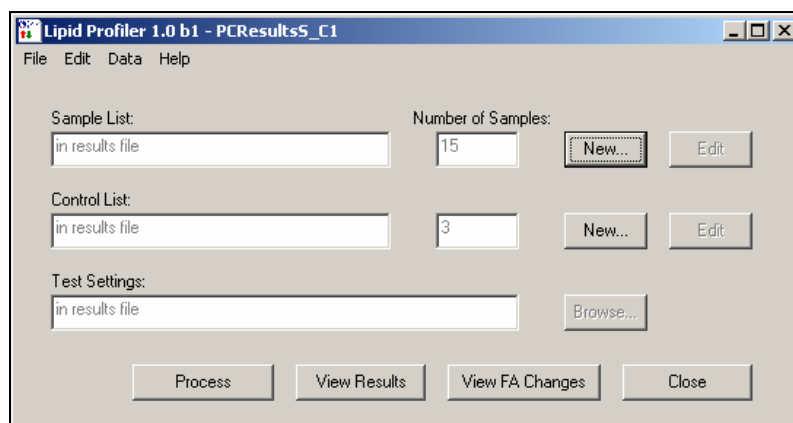 Lipid Profiler 1.0 b1 - PCResults5_C1
File Edit Data Help
Sample List: Number of Samples:
in results file 15 New... Edit
Control List:
in results file 3 New... Edit
Test Settings:
in results file Browse...
Process View Results View FA Changes Close